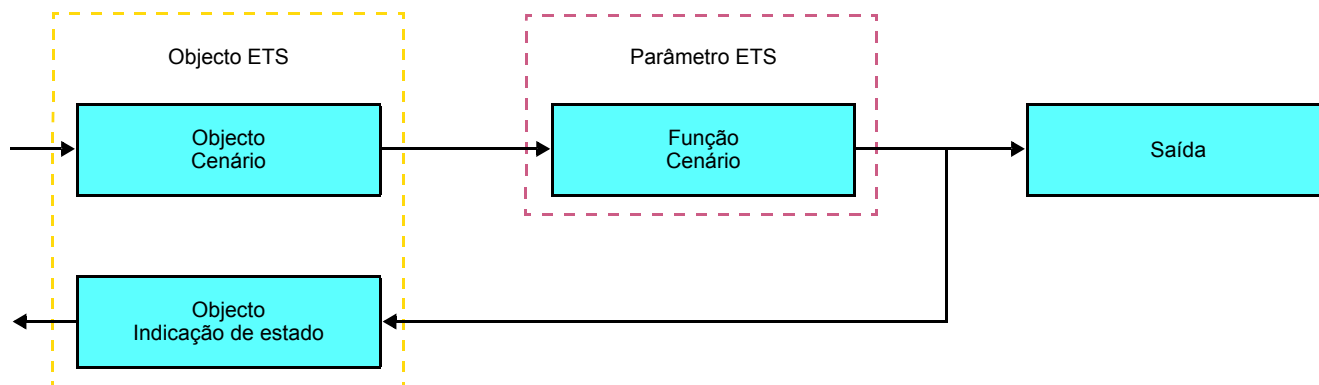 Objecto ETS
Parâmetro ETS
Objecto
Cenário
Função
Cenário
Saída
Objecto
Indicação de estado